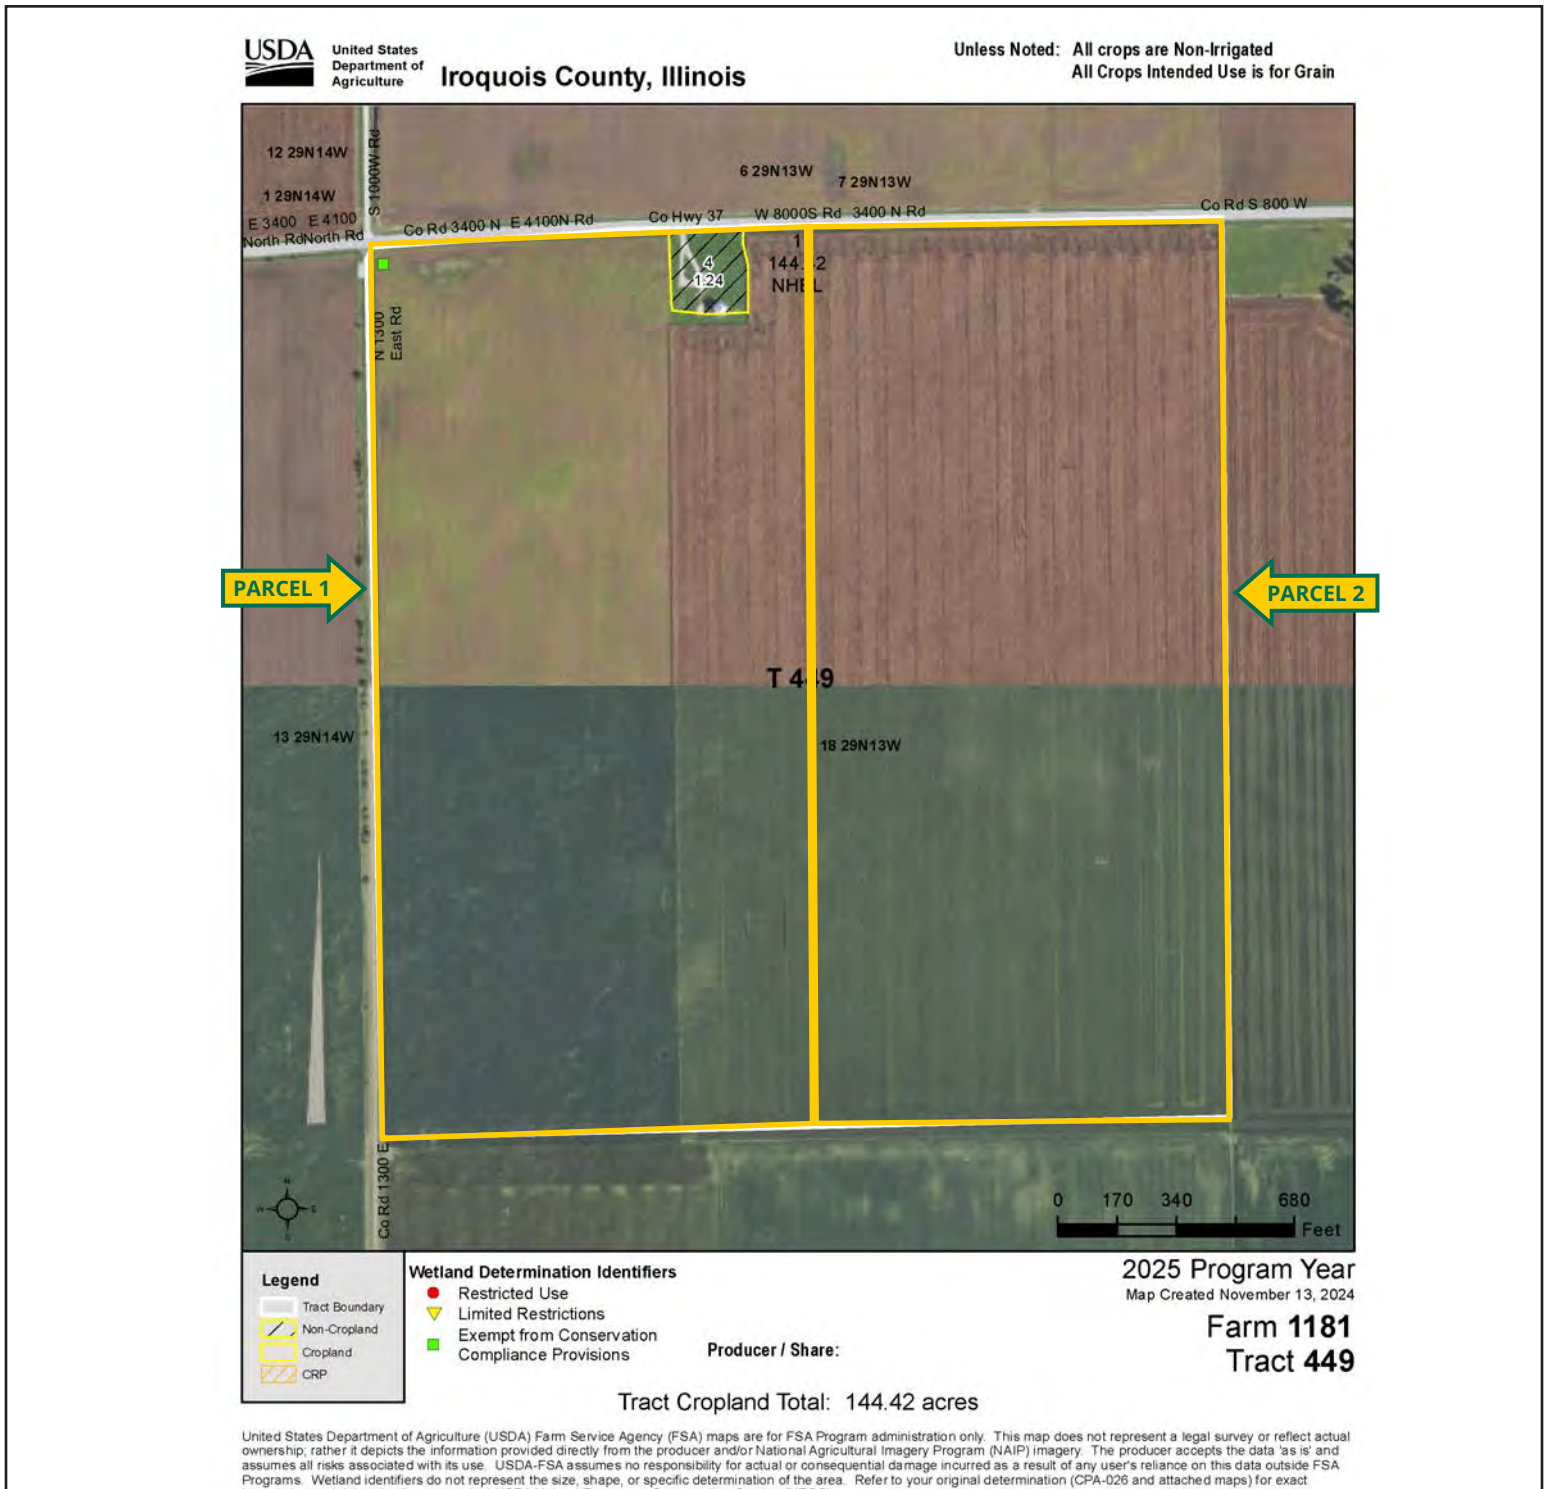 USDA
United States
Department of
Agriculture
Iroquois County, Illinois
Unless Noted: All crops are Non-Irrigated
All Crops Intended Use is for Grain
12 29N14W
1 29N14W
S 1000W Rd
E 3400 E 4100
North Rd North Rd
Co Rd 3400 N E 4100N Rd
Co Hwy 37
W 8000S Rd 3400 N Rd
6 29N13W
7 29N13W
Co Rd S 800 W
4
1.24
1
144.42
NHEL
N 1300
East Rd
PARCEL 1
PARCEL 2
T 449
13 29N14W
18 29N13W
Co Rd 1300 E
N
W E
S
0 170 340 680
Feet
Legend
Tract Boundary
Non-Cropland
Cropland
CRP
Wetland Determination Identifiers
Restricted Use
Limited Restrictions
Exempt from Conservation
Compliance Provisions
Producer / Share:
2025 Program Year
Map Created November 13, 2024
Farm 1181
Tract 449
Tract Cropland Total: 144.42 acres
United States Department of Agriculture (USDA) Farm Service Agency (FSA) maps are for FSA Program administration only. This map does not represent a legal survey or reflect actual
ownership; rather it depicts the information provided directly from the producer and/or National Agricultural Imagery Program (NAIP) imagery. The producer accepts the data 'as is' and
assumes all risks associated with its use. USDA-FSA assumes no responsibility for actual or consequential damage incurred as a result of any user's reliance on this data outside FSA
Programs. Wetland identifiers do not represent the size, shape, or specific determination of the area. Refer to your original determination (CPA-026 and attached maps) for exact